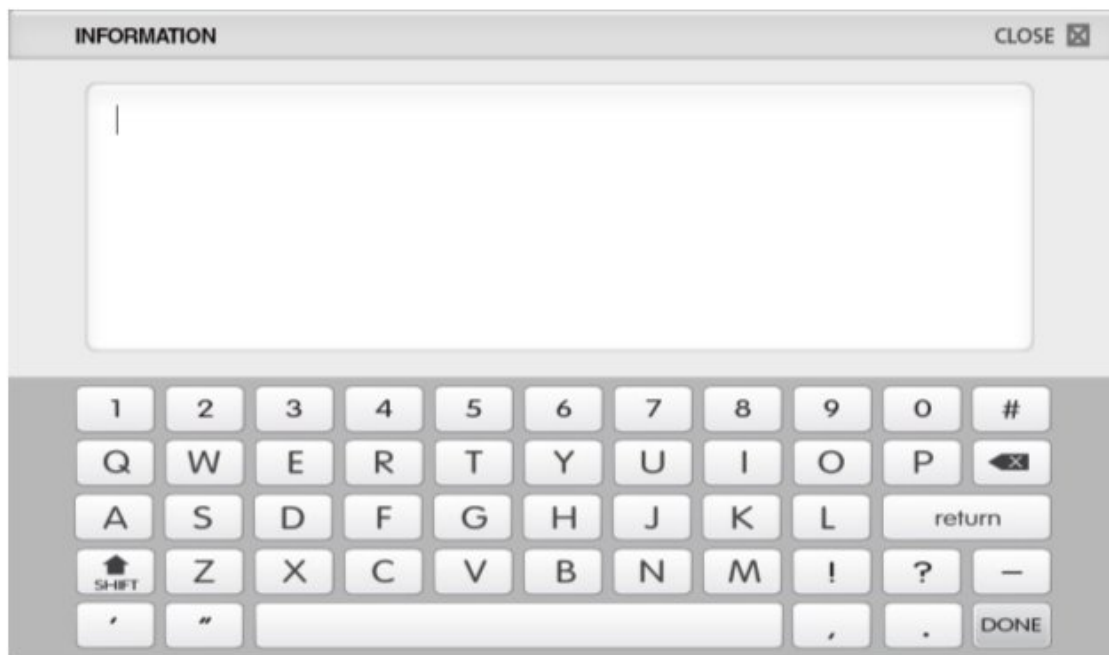 INFORMATION CLOSE
1 2 3 4 5 6 7 8 9 0 #
Q W E R T Y U I O P
A S D F G H J K L return
SHIFT Z X C V B N M ! ? –
' " , . DONE